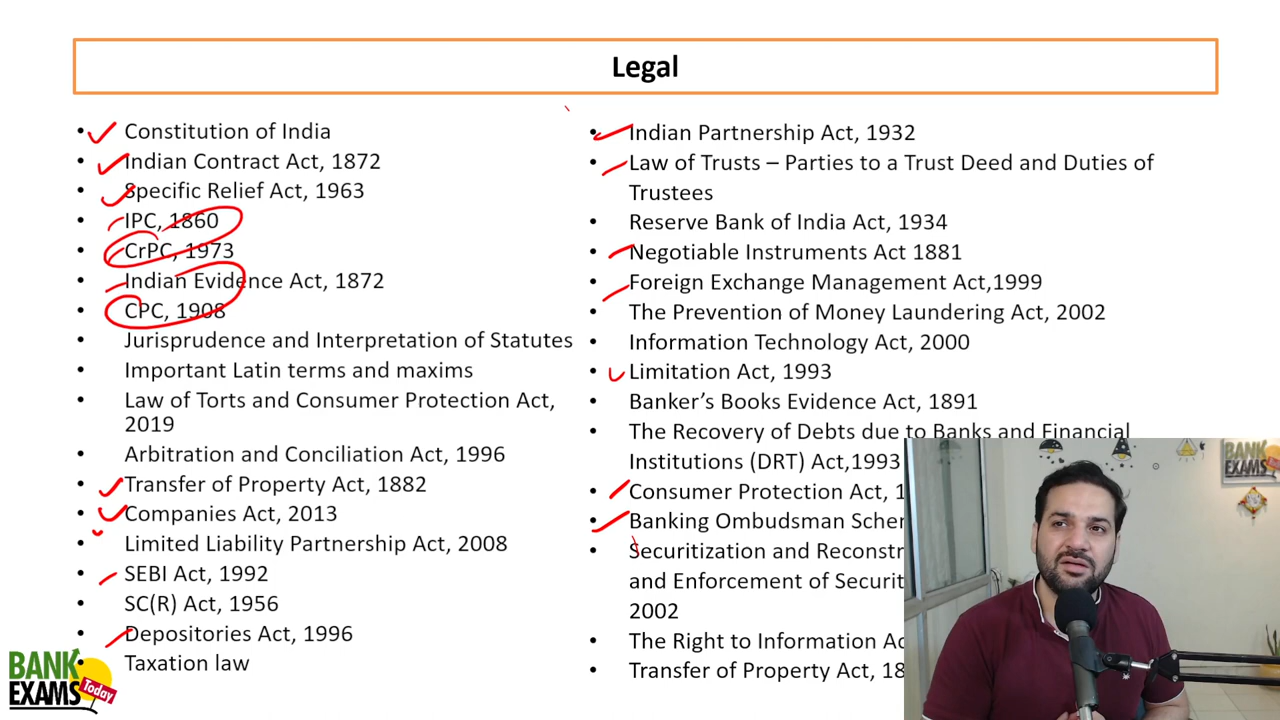 Legal
• Constitution of India
• Indian Contract Act, 1872
• Specific Relief Act, 1963
• IPC, 1860
• CrPC, 1973
• Indian Evidence Act, 1872
• CPC, 1908
• Jurisprudence and Interpretation of Statutes
• Important Latin terms and maxims
• Law of Torts and Consumer Protection Act,
2019
• Arbitration and Conciliation Act, 1996
• Transfer of Property Act, 1882
• Companies Act, 2013
• Limited Liability Partnership Act, 2008
• SEBI Act, 1992
• SC(R) Act, 1956
• Depositories Act, 1996
• Taxation law
• Indian Partnership Act, 1932
• Law of Trusts – Parties to a Trust Deed and Duties of
Trustees
• Reserve Bank of India Act, 1934
• Negotiable Instruments Act 1881
• Foreign Exchange Management Act,1999
• The Prevention of Money Laundering Act, 2002
• Information Technology Act, 2000
• Limitation Act, 1993
• Banker’s Books Evidence Act, 1891
• The Recovery of Debts due to Banks and Financial
Institutions (DRT) Act,1993
• Consumer Protection Act, 1
• Banking Ombudsman Scher
• Securitization and Reconstr
and Enforcement of Securit
2002
• The Right to Information Ac
• Transfer of Property Act, 18
BANK
EXAMS
Today
BANK
EXAMS